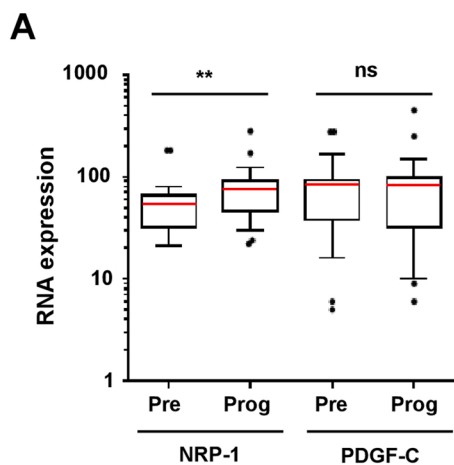 A
** ns
1000
100
10
1
RNA expression
Pre Prog Pre Prog
NRP-1 PDGF-C